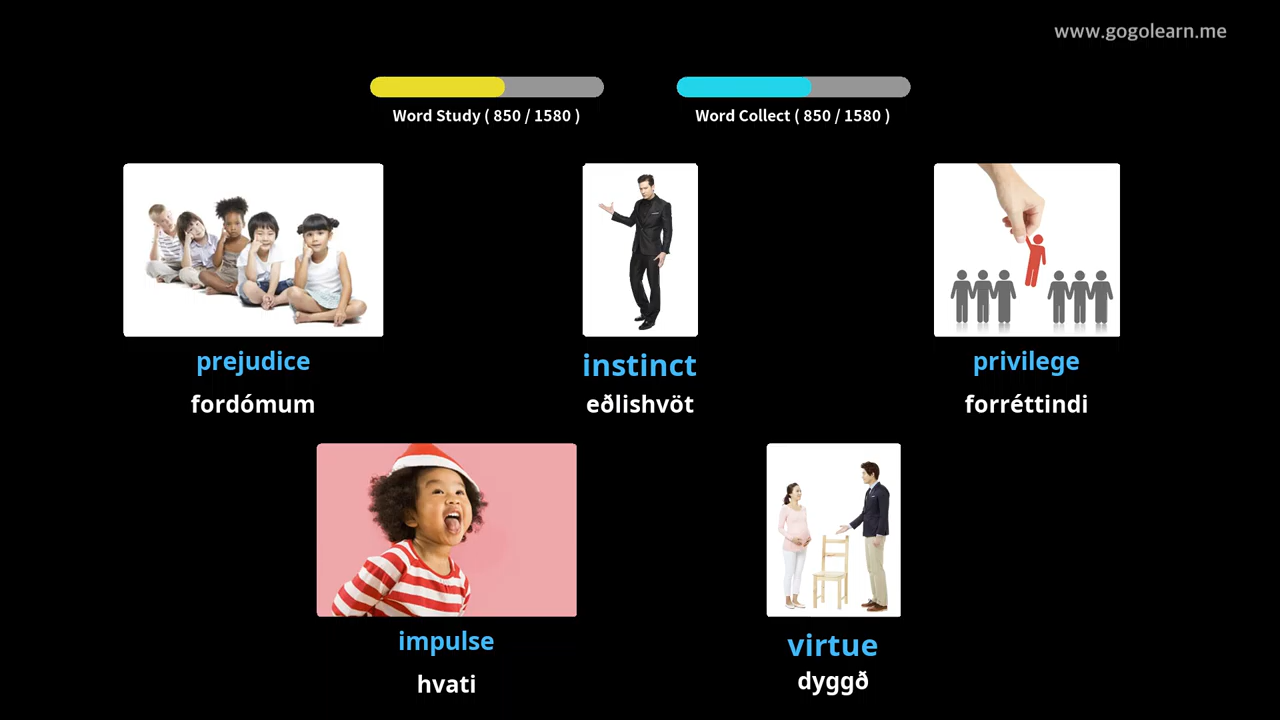 www.gogolearn.me
Word Study ( 850 / 1580 )
Word Collect ( 850 / 1580 )
prejudice
fordómum
instinct
eðlishvöt
privilege
forréttindi
impulse
hvati
virtue
dyggð